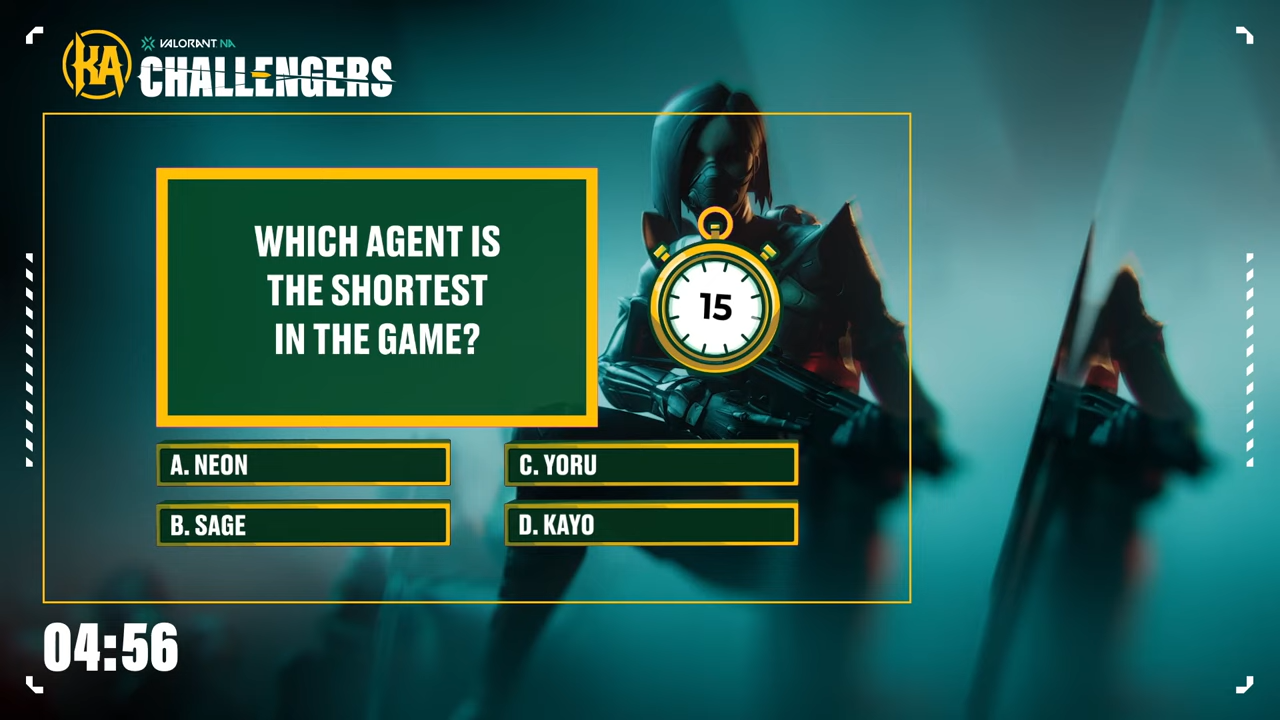 KA
VALORANT NA
CHALLENGERS
WHICH AGENT IS
THE SHORTEST
IN THE GAME?
15
A. NEON
B. SAGE
C. YORU
D. KAYO
04:56